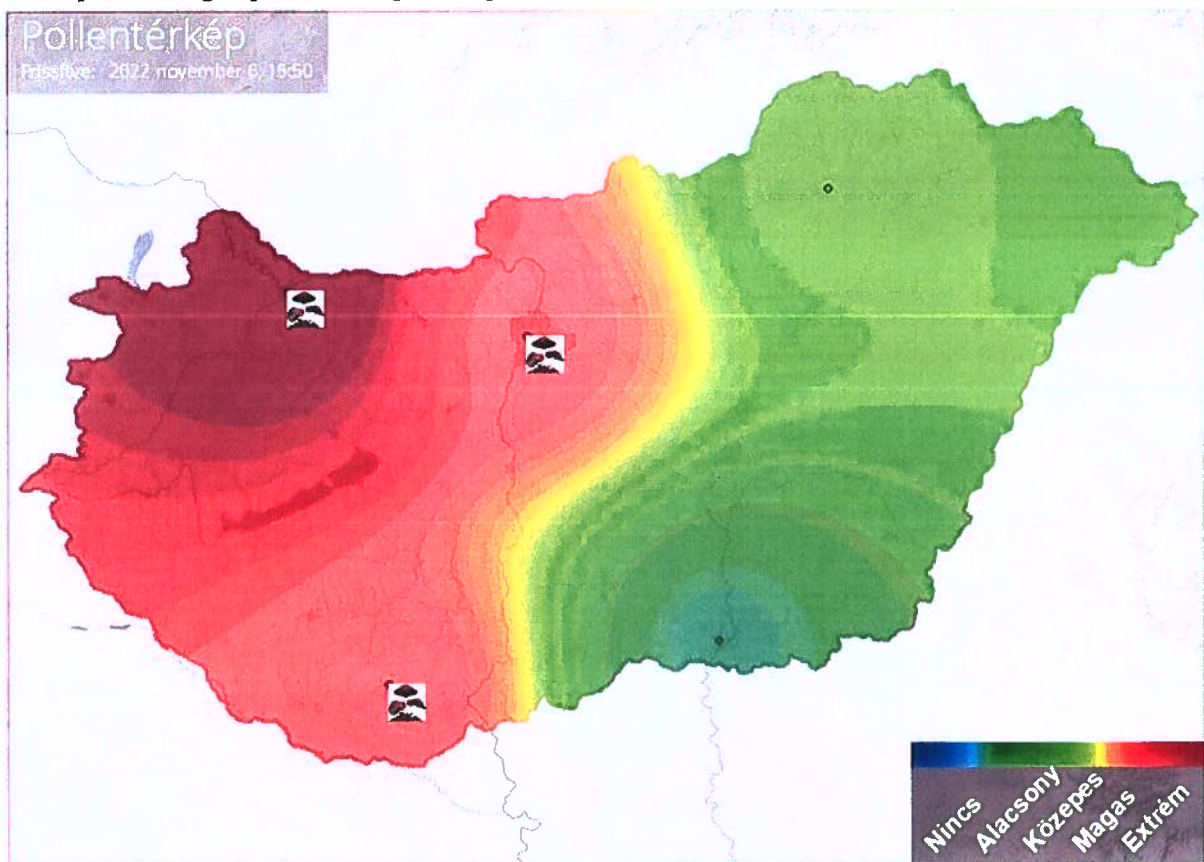 Pollentérkép
Frissítve: 2022 november 6, 15:50
Nincs
Alacsony
Közepes
Magas
Extrém